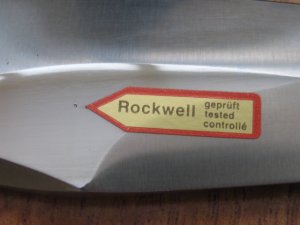 Rockwell
geprüft
tested
controllé